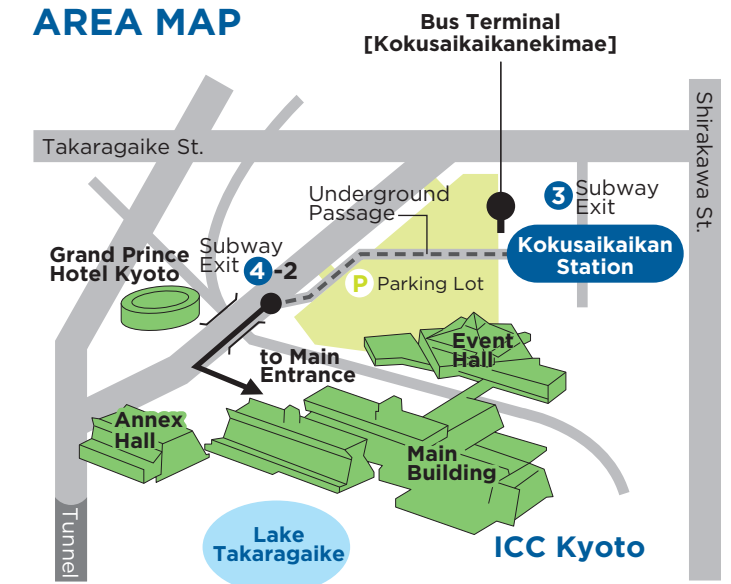 AREA MAP
Bus Terminal
[Kokusaikaikanekimae]
Takaragaike St.
Shirakawa St.
Underground
Passage
3 Subway
Exit
Kokusaikaikan
Station
Grand Prince
Hotel Kyoto
Subway
Exit 4-2
P Parking Lot
Event
Hall
to Main
Entrance
Annex
Hall
Main
Building
Tunnel
Lake
Takaragaike
ICC Kyoto